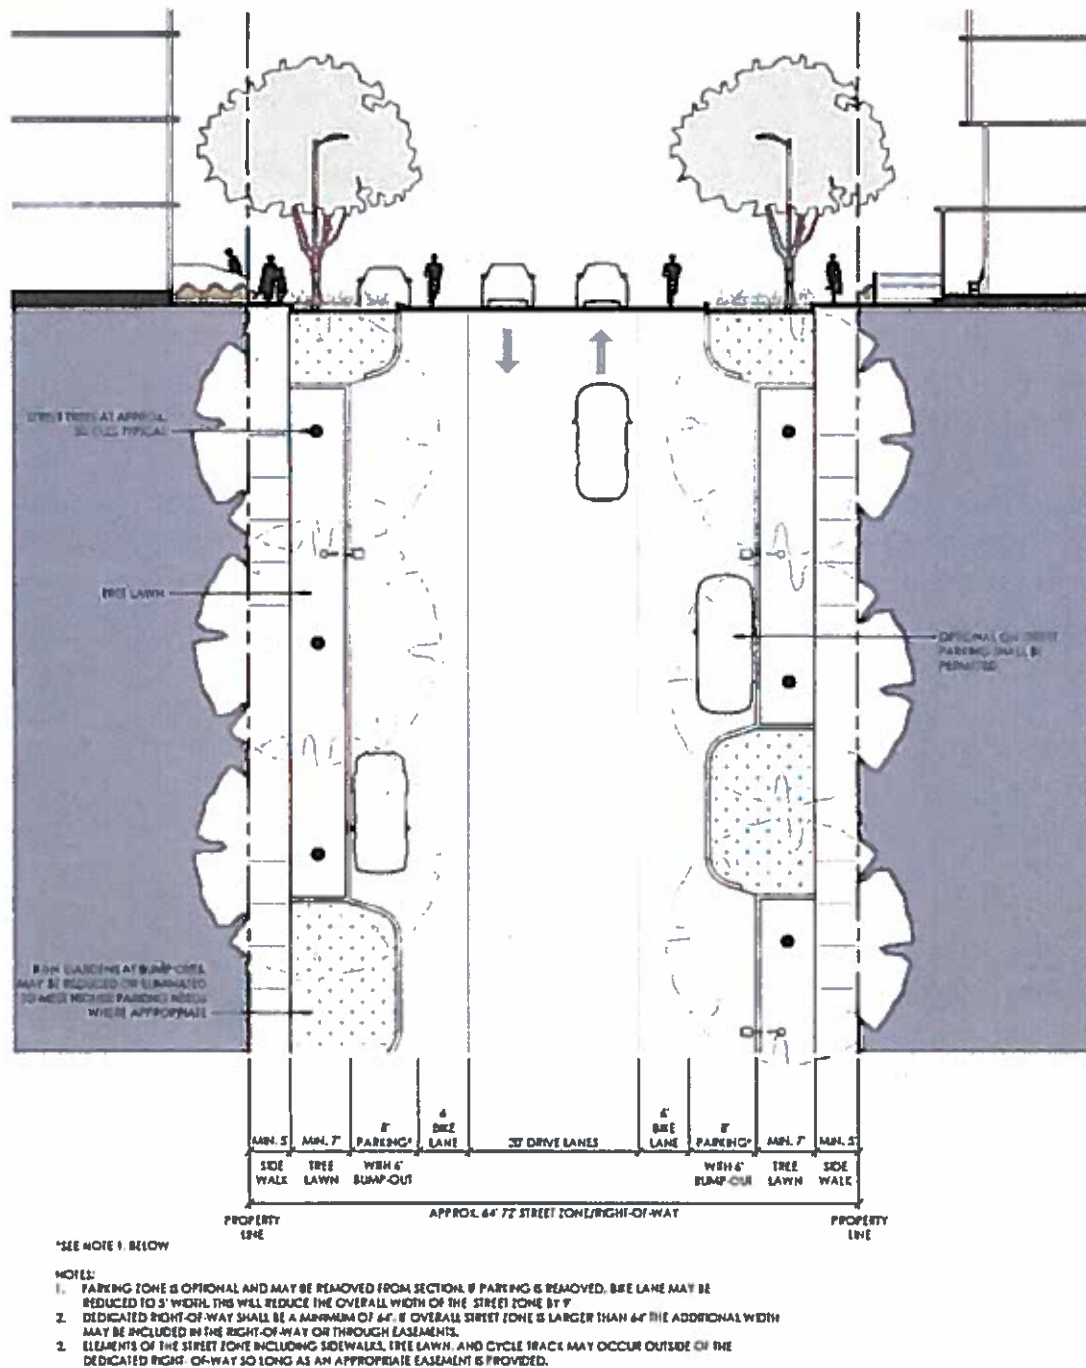 STREET TREES AT APPROX.
30' O.C. TYPICAL
TREE LAWN
OPTIONAL ON STREET
PARKING SHALL BE
PERMITTED
RAIN GARDENS AT BUMP-OUTS
MAY BE REDUCED OR ELIMINATED
TO MEET HIGHER PARKING NEEDS
WHERE APPROPRIATE
MIN. 5' MIN. 7' 8' PARKING* 6' BIKE LANE 20' DRIVE LANES 6' BIKE LANE 8' PARKING* MIN. 7' MIN. 5'
SIDE WALK TREE LAWN WITH 6' BUMP-OUT WITH 6' BUMP-OUT TREE LAWN SIDE WALK
APPROX. 64' 72' STREET ZONE/RIGHT-OF-WAY
PROPERTY LINE PROPERTY LINE
*SEE NOTE 1, BELOW
NOTES:
1. PARKING ZONE IS OPTIONAL AND MAY BE REMOVED FROM SECTION. IF PARKING IS REMOVED, BIKE LANE MAY BE
REDUCED TO 5' WIDTH. THIS WILL REDUCE THE OVERALL WIDTH OF THE STREET ZONE BY 9'
2. DEDICATED RIGHT-OF-WAY SHALL BE A MINIMUM OF 64'. IF OVERALL STREET ZONE IS LARGER THAN 64' THE ADDITIONAL WIDTH
MAY BE INCLUDED IN THE RIGHT-OF-WAY OR THROUGH EASEMENTS.
3. ELEMENTS OF THE STREET ZONE INCLUDING SIDEWALKS, TREE LAWN, AND CYCLE TRACK MAY OCCUR OUTSIDE OF THE
DEDICATED RIGHT-OF-WAY SO LONG AS AN APPROPRIATE EASEMENT IS PROVIDED.